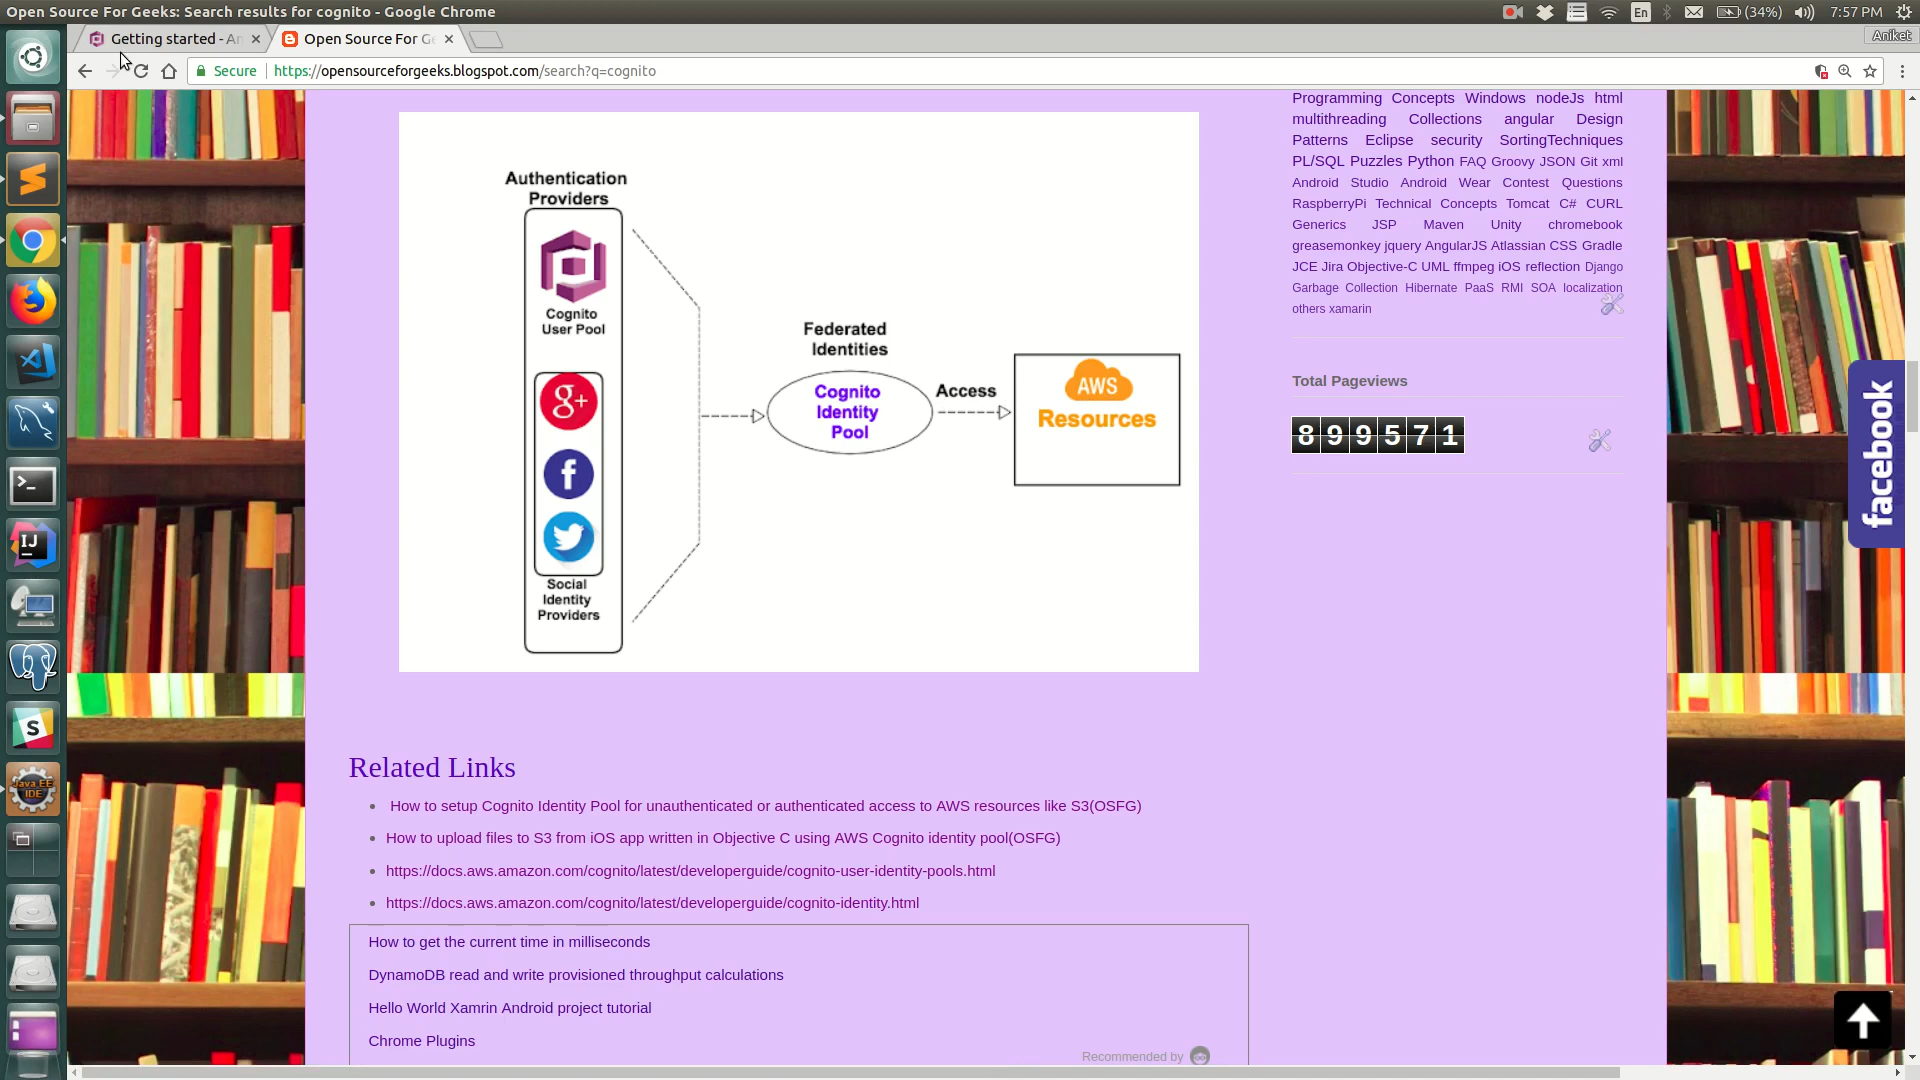 Open Source For Geeks: Search results for cognito - Google Chrome
En
(34%)
7:57 PM
Getting started - An
Open Source For Ge
Aniket
Secure
https://opensourceforgeeks.blogspot.com/search?q=cognito
Authentication
Providers
Cognito
User Pool
g+
f
Social
Identity
Providers
Federated
Identities
Cognito
Identity
Pool
Access
AWS
Resources
Programming Concepts Windows nodeJs html
multithreading Collections angular Design
Patterns Eclipse security SortingTechniques
PL/SQL Puzzles Python FAQ Groovy JSON Git xml
Android Studio Android Wear Contest Questions
RaspberryPi Technical Concepts Tomcat C# CURL
Generics JSP Maven Unity chromebook
greasemonkey jquery AngularJS Atlassian CSS Gradle
JCE Jira Objective-C UML ffmpeg iOS reflection Django
Garbage Collection Hibernate PaaS RMI SOA localization
others xamarin
Total Pageviews
899571
facebook
Related Links
How to setup Cognito Identity Pool for unauthenticated or authenticated access to AWS resources like S3(OSFG)
How to upload files to S3 from iOS app written in Objective C using AWS Cognito identity pool(OSFG)
https://docs.aws.amazon.com/cognito/latest/developerguide/cognito-user-identity-pools.html
https://docs.aws.amazon.com/cognito/latest/developerguide/cognito-identity.html
How to get the current time in milliseconds
DynamoDB read and write provisioned throughput calculations
Hello World Xamrin Android project tutorial
Chrome Plugins
Recommended by
IJ
S
Java EE
IDE